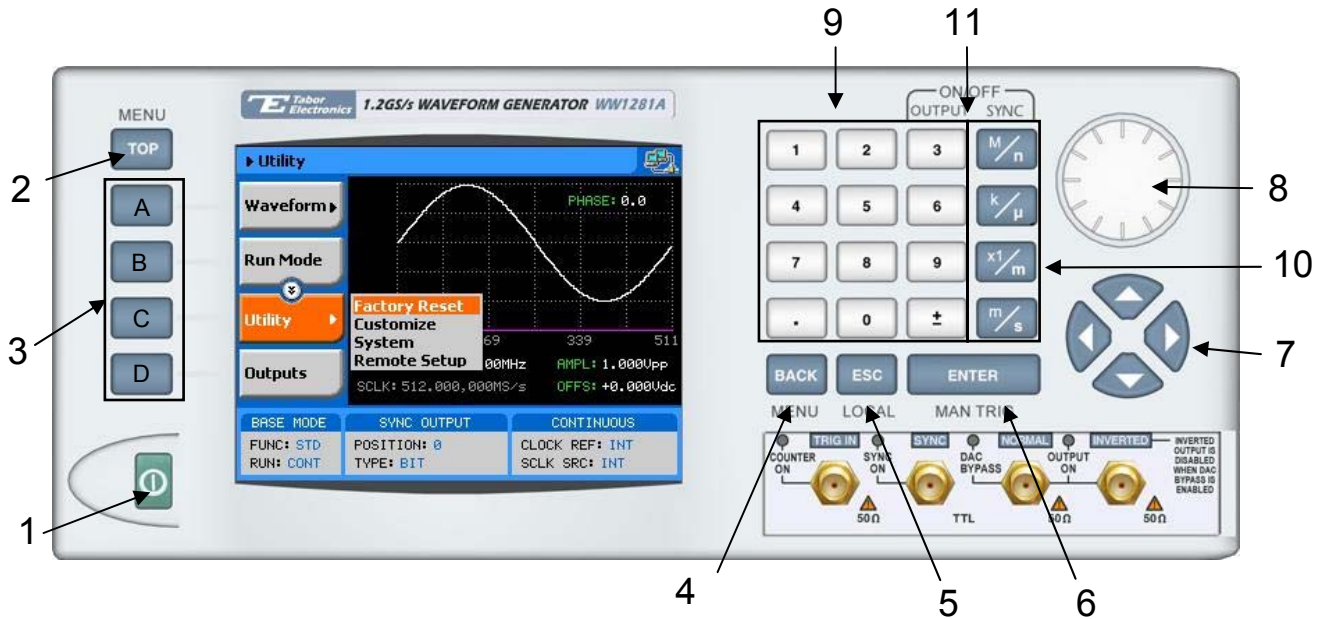 9
11
ON/OFF
OUTPUT SYNC
MENU
TOP
2
A
B
C
D
3
1
Tabor Electronics
1.2GS/s WAVEFORM GENERATOR WW1281A
Utility
Waveform
Run Mode
Utility
Outputs
PHASE: 0.0
Factory Reset
Customize
System
Remote Setup
69 339 511
00MHz AMPL: 1.000Vpp
SCLK: 512.000,000MS/s OFFS: +0.000Vdc
BASE MODE SYNC OUTPUT CONTINUOUS
FUNC: STD POSITION: 0 CLOCK REF: INT
RUN: CONT TYPE: BIT SCLK SRC: INT
1 2 3 M/n
4 5 6 k/µ
7 8 9 x1/m
. 0 ± m/s
BACK ESC ENTER
MENU LOCAL MAN TRIG
8
10
7
TRIG IN SYNC NORMAL INVERTED
COUNTER ON
SYNC ON
DAC BYPASS
OUTPUT ON
INVERTED
OUTPUT IS
DISABLED
WHEN DAC
BYPASS IS
ENABLED
50Ω TTL 50Ω 50Ω
4
5
6